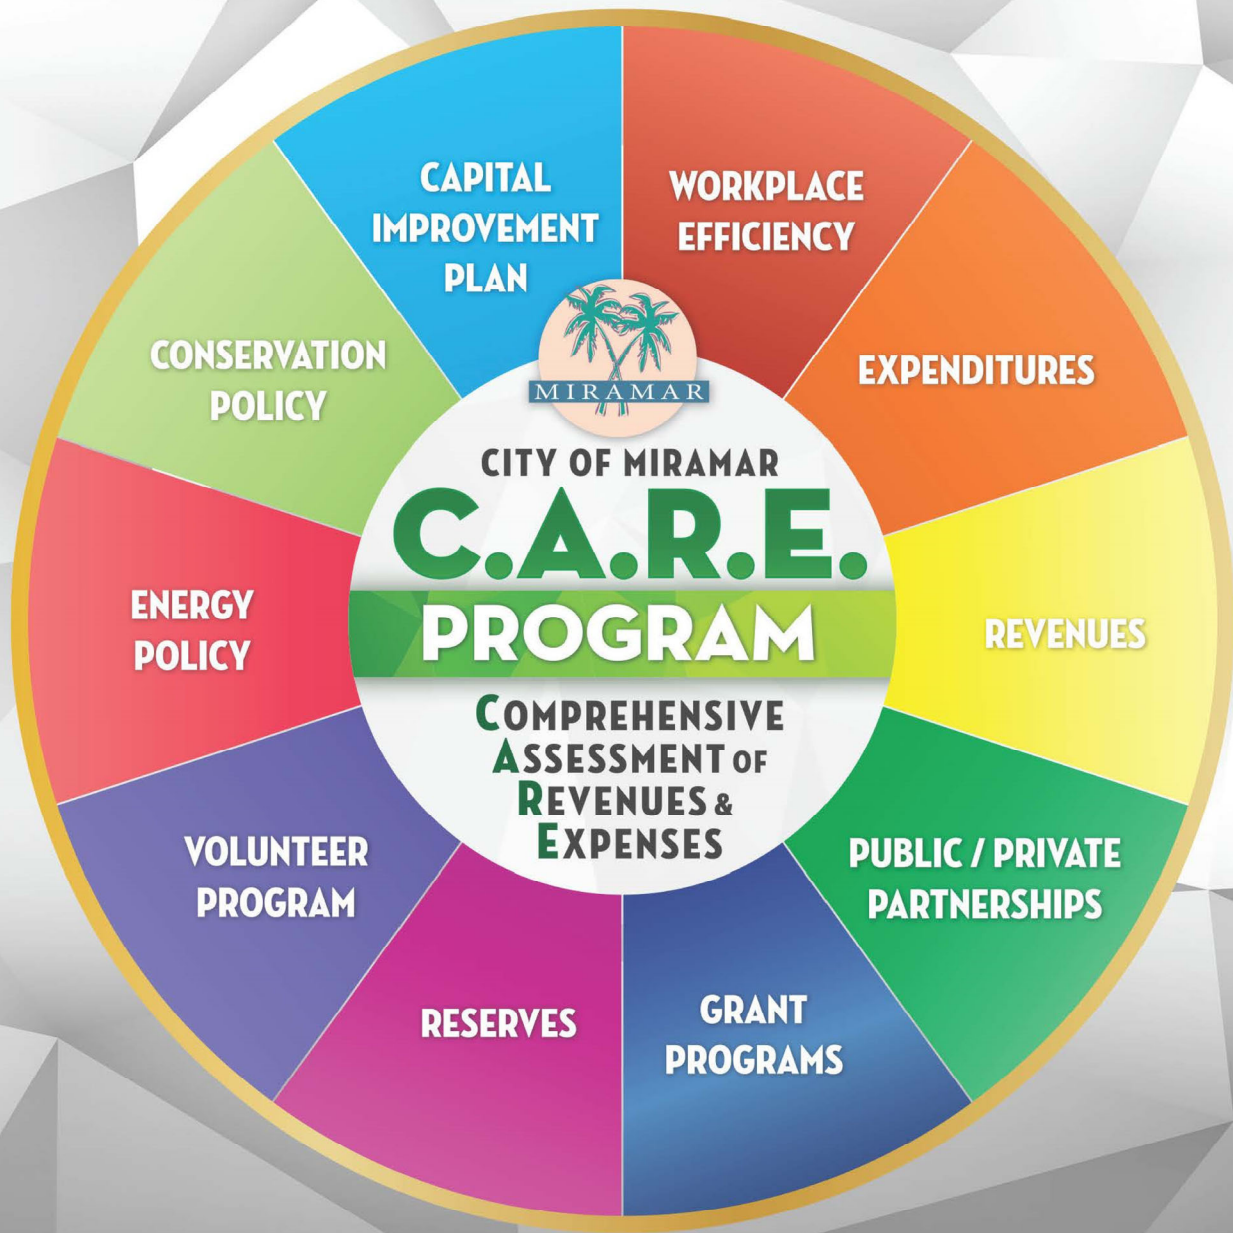 CAPITAL
IMPROVEMENT
PLAN
WORKPLACE
EFFICIENCY
EXPENDITURES
REVENUES
PUBLIC / PRIVATE
PARTNERSHIPS
GRANT
PROGRAMS
RESERVES
VOLUNTEER
PROGRAM
ENERGY
POLICY
CONSERVATION
POLICY
MIRAMAR
CITY OF MIRAMAR
C.A.R.E.
PROGRAM
COMPREHENSIVE
ASSESSMENT OF
REVENUES &
EXPENSES